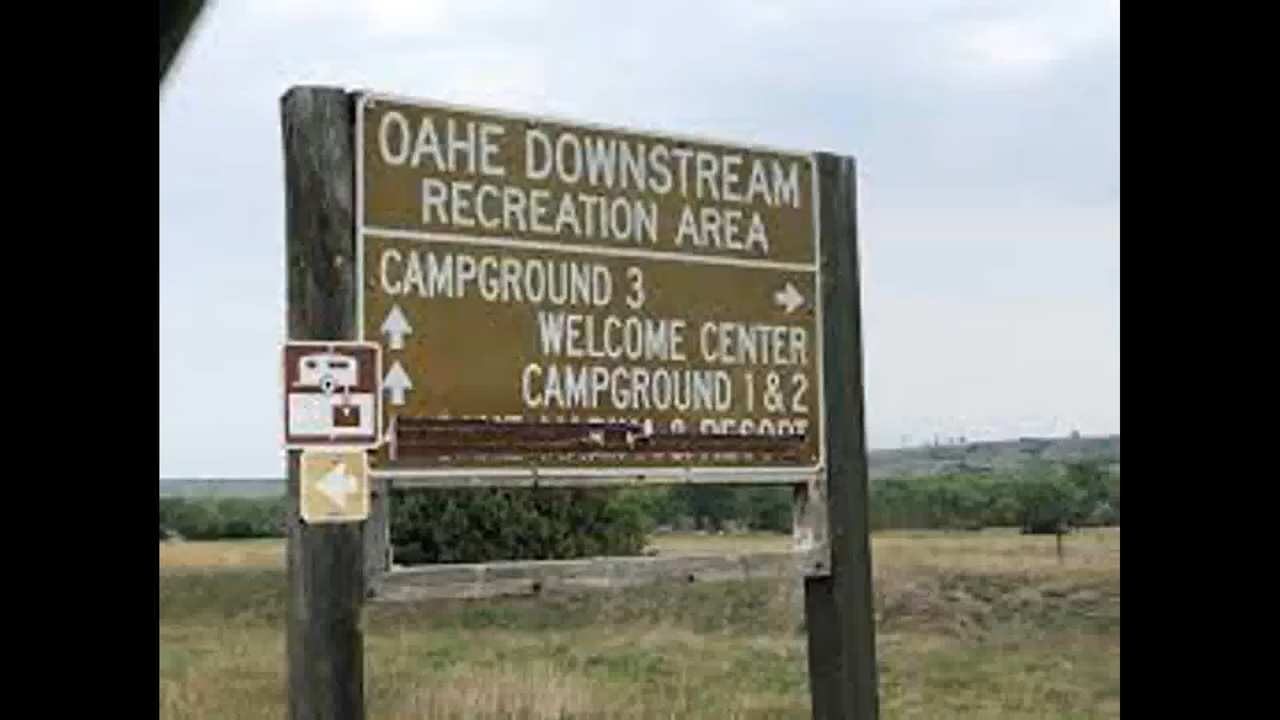 OAHE DOWNSTREAM
RECREATION AREA
CAMPGROUND 3
WELCOME CENTER
CAMPGROUND 1 & 2